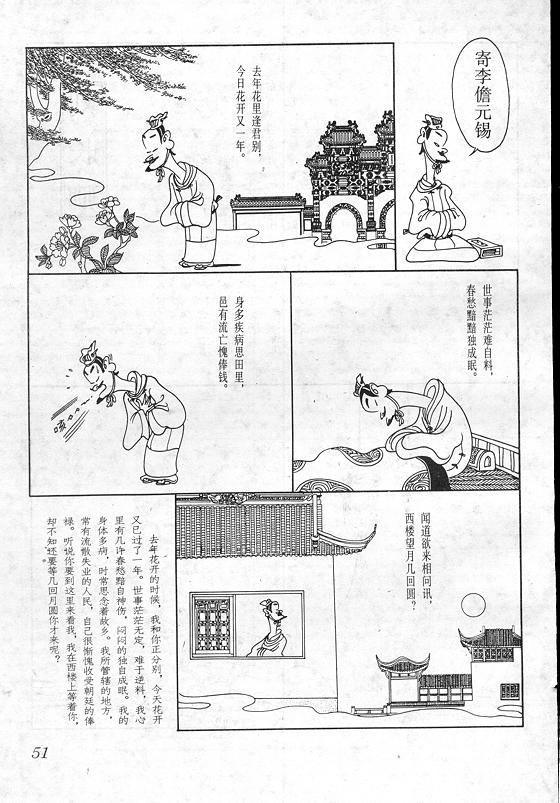 寄李儋元锡
去年花里逢君别，
今日花开又一年。
世事茫茫难自料，
春愁黯黯独成眠。
身多疾病思田里，
邑有流亡愧俸钱。
咳
闻道欲来相问讯，
西楼望月几回圆？
去年花开的时候，我和你正分别，今天花开
又已过了一年。世事茫茫无定，难于逆料，我心
里有几许春愁黯自神伤，闷闷的独自成眠。我的
身体多病，时常思念着故乡。我所管辖的地方，
常有流散失业的人民，自己很惭愧收受朝廷的俸
禄。听说你要到这里来看我，我在西楼上等着你，
却不知还要等几回月圆你才来呢？
51